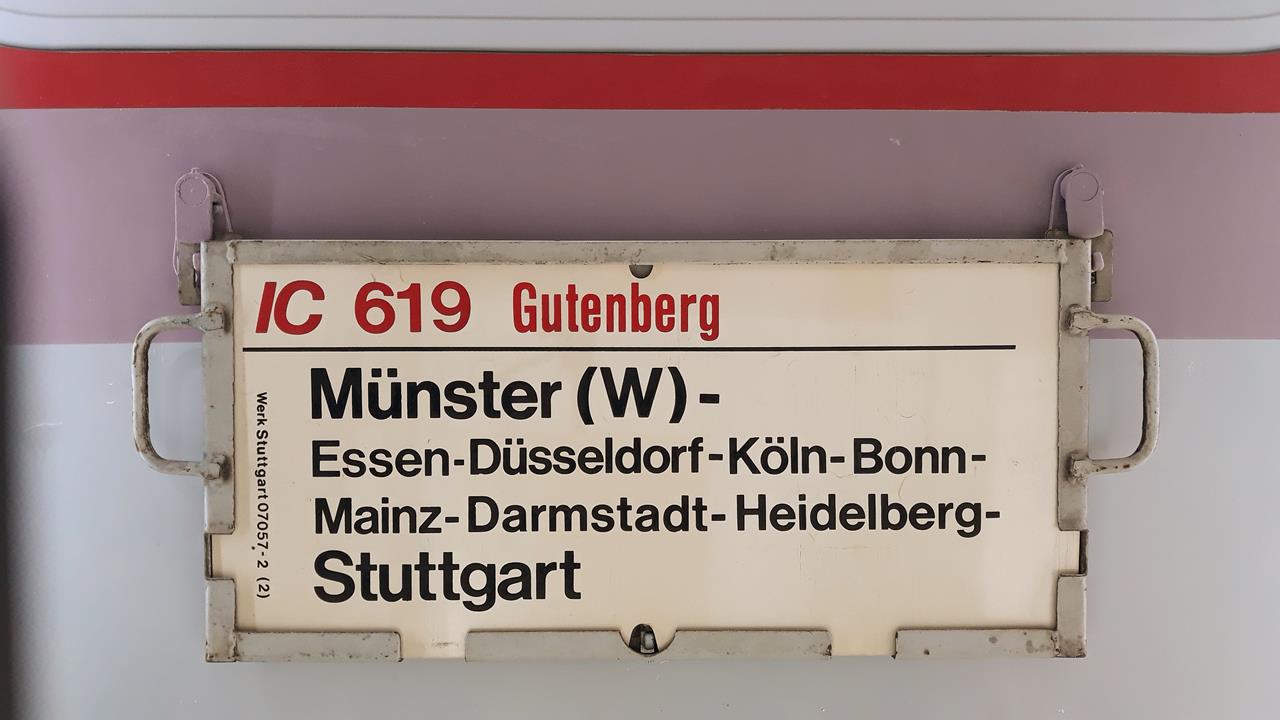 IC 619 Gutenberg
Münster (W) -
Essen-Düsseldorf-Köln-Bonn-
Mainz-Darmstadt-Heidelberg-
Stuttgart
Werk Stuttgart 07057-2 (2)